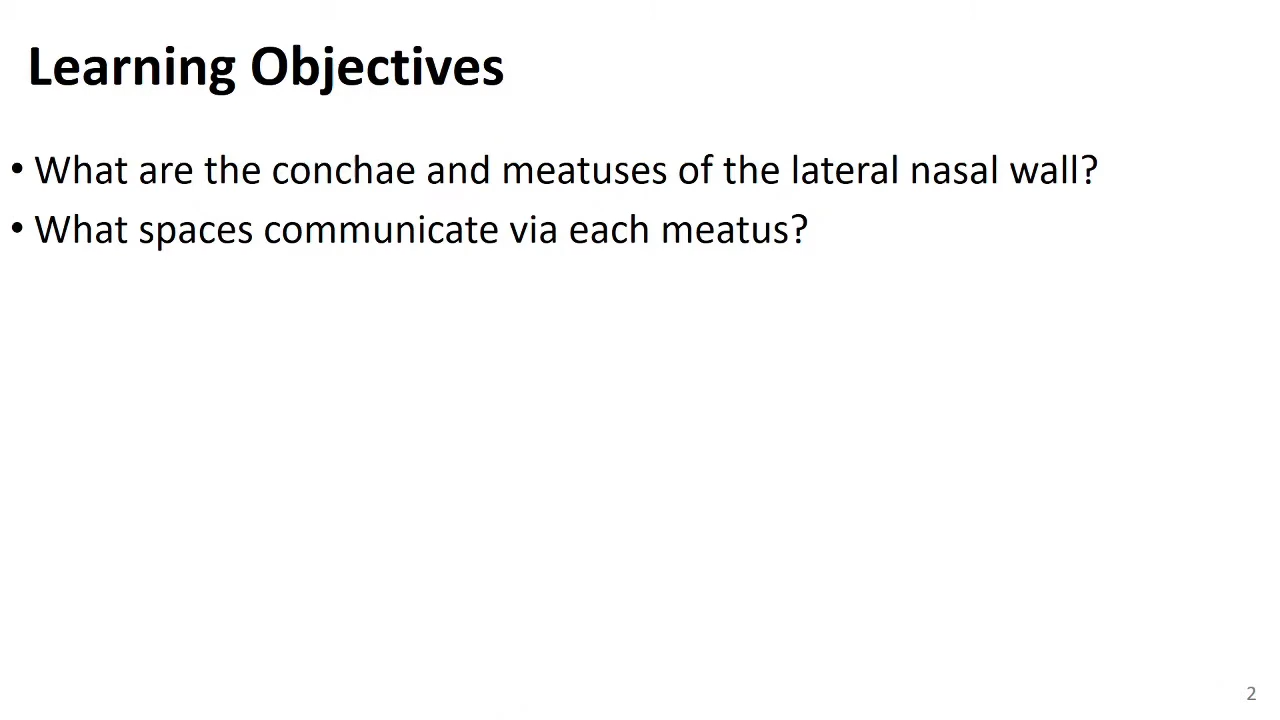 Learning Objectives
• What are the conchae and meatuses of the lateral nasal wall?
• What spaces communicate via each meatus?
2